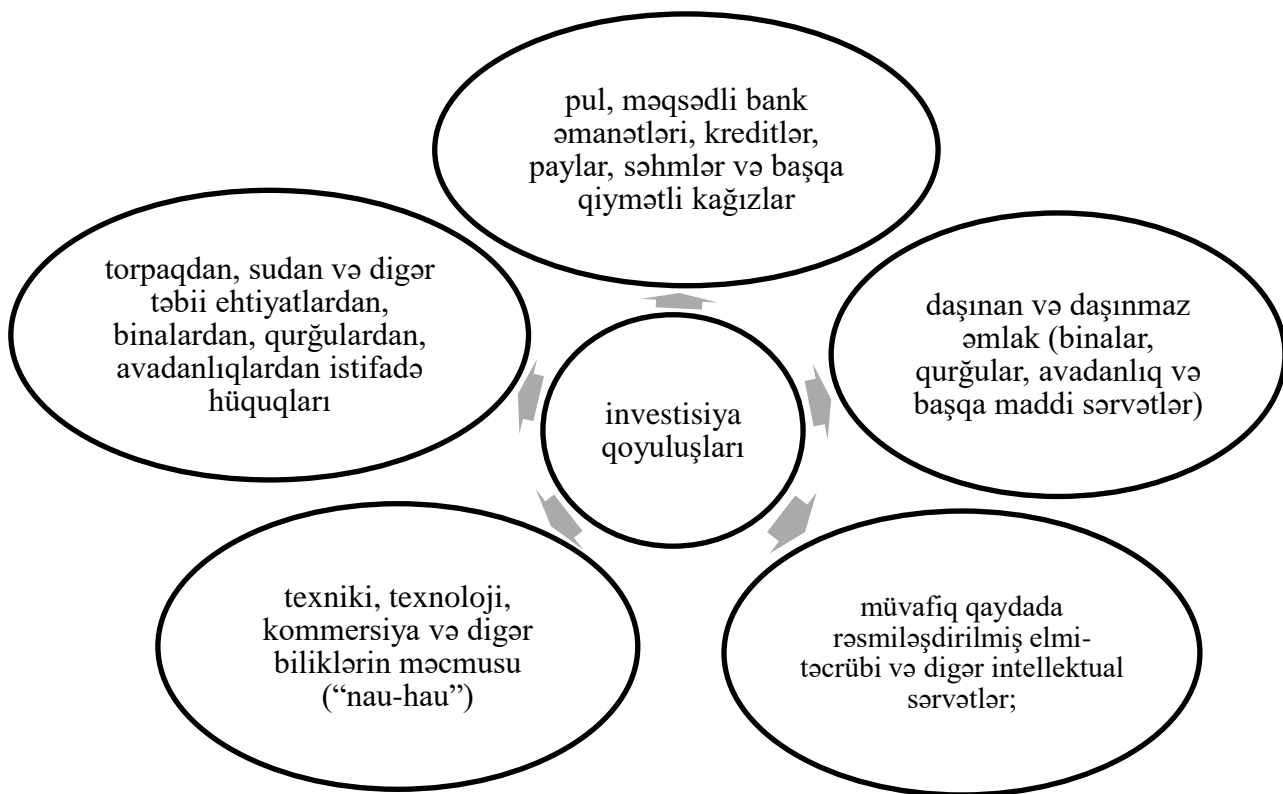 pul, məqsədli bank
əmanətləri, kreditlər,
paylar, səhmlər və başqa
qiymətli kağızlar
torpaqdan, sudan və digər
təbii ehtiyatlardan,
binalardan, qurğulardan,
avadanlıqlardan istifadə
hüquqları
daşınan və daşınmaz
əmlak (binalar,
qurğular, avadanlıq və
başqa maddi sərvətlər)
investisiya
qoyuluşları
texniki, texnoloji,
kommersiya və digər
biliklərin məcmusu
(“nau-hau”)
müvafiq qaydada
rəsmiləşdirilmiş elmi-
təcrübi və digər intellektual
sərvətlər;